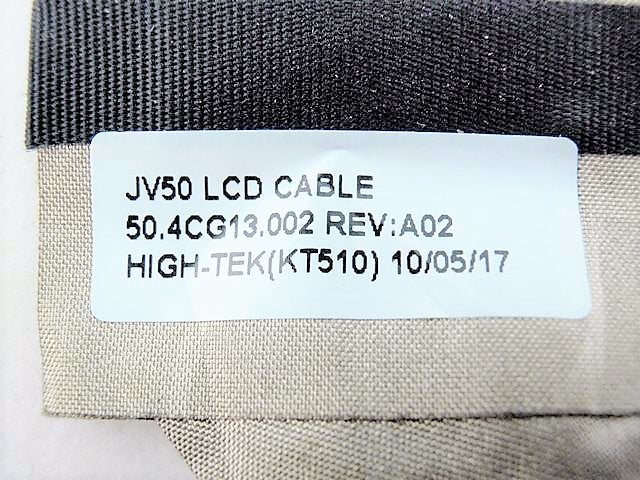 JV50 LCD CABLE
50.4CG13.002 REV:A02
HIGH-TEK(KT510) 10/05/17